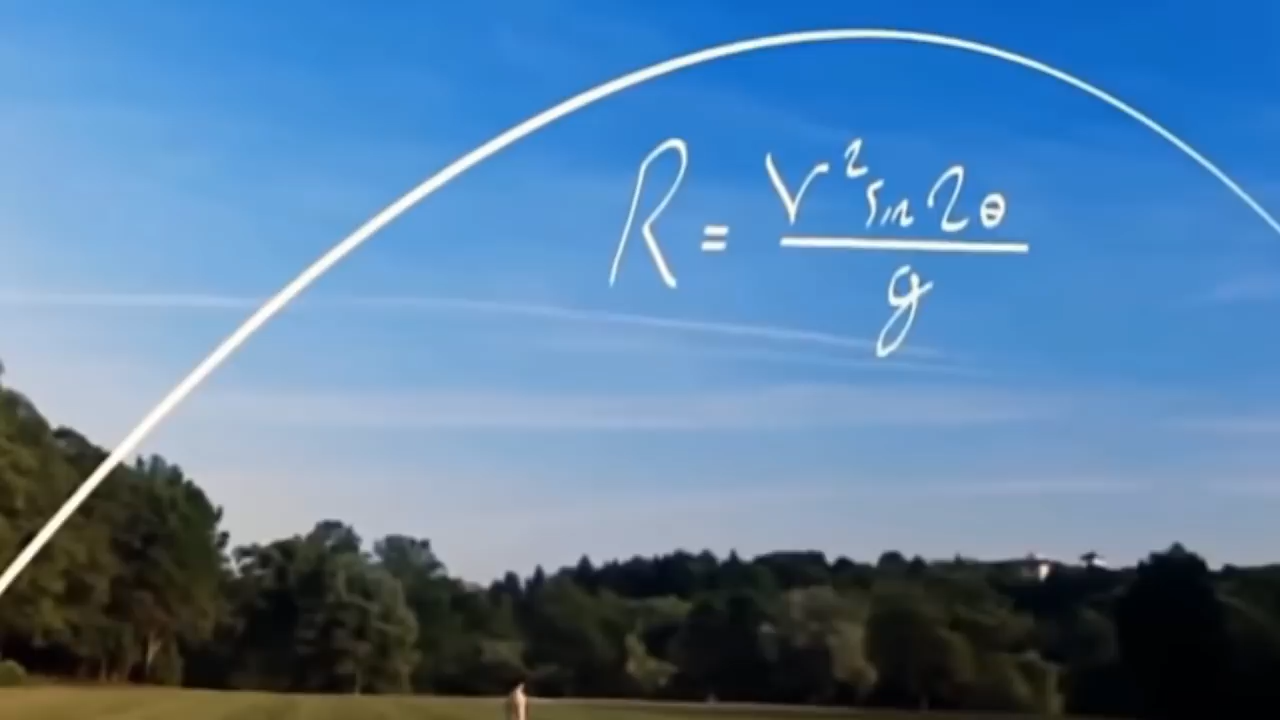 R = v² sin 2θ / g